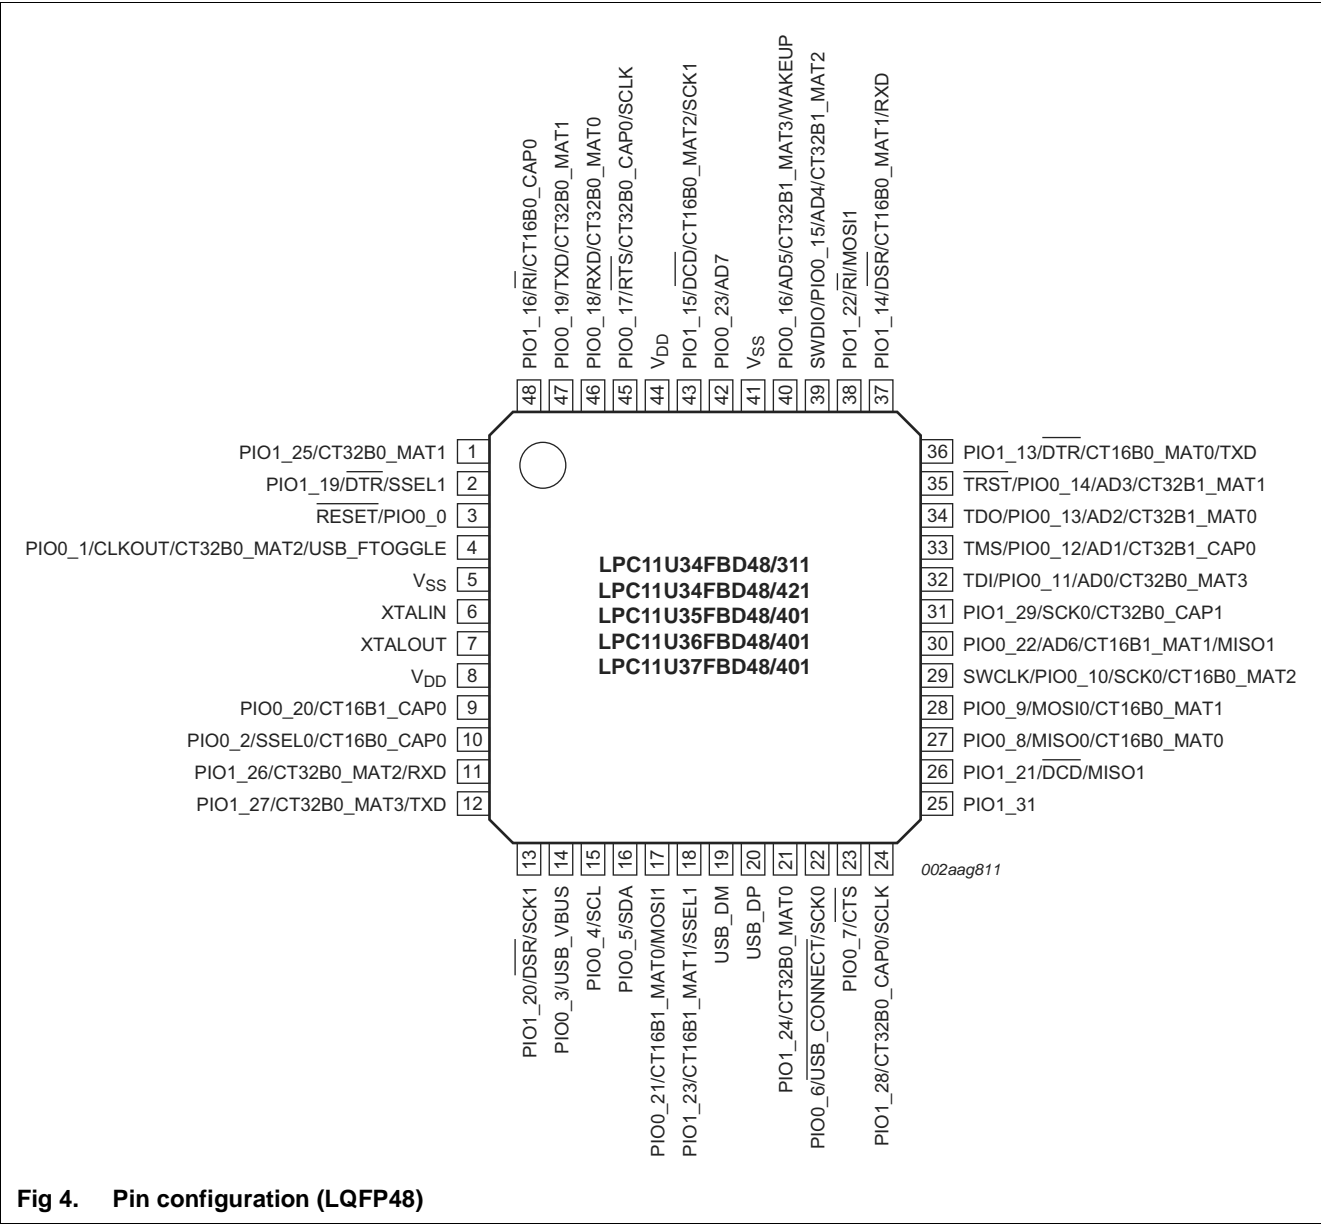 PIO1_16/RI/CT16B0_CAP0
PIO0_19/TXD/CT32B0_MAT1
PIO0_18/RXD/CT32B0_MAT0
PIO0_17/RTS/CT32B0_CAP0/SCLK
VDD
PIO1_15/DCD/CT16B0_MAT2/SCK1
PIO0_23/AD7
VSS
PIO0_16/AD5/CT32B1_MAT3/WAKEUP
SWDIO/PIO0_15/AD4/CT32B1_MAT2
PIO1_22/RI/MOSI1
PIO1_14/DSR/CT16B0_MAT1/RXD
48
47
46
45
44
43
42
41
40
39
38
37
PIO1_25/CT32B0_MAT1 1
PIO1_19/DTR/SSEL1 2
RESET/PIO0_0 3
PIO0_1/CLKOUT/CT32B0_MAT2/USB_FTOGGLE 4
VSS 5
XTALIN 6
XTALOUT 7
VDD 8
PIO0_20/CT16B1_CAP0 9
PIO0_2/SSEL0/CT16B0_CAP0 10
PIO1_26/CT32B0_MAT2/RXD 11
PIO1_27/CT32B0_MAT3/TXD 12
LPC11U34FBD48/311
LPC11U34FBD48/421
LPC11U35FBD48/401
LPC11U36FBD48/401
LPC11U37FBD48/401
36 PIO1_13/DTR/CT16B0_MAT0/TXD
35 TRST/PIO0_14/AD3/CT32B1_MAT1
34 TDO/PIO0_13/AD2/CT32B1_MAT0
33 TMS/PIO0_12/AD1/CT32B1_CAP0
32 TDI/PIO0_11/AD0/CT32B0_MAT3
31 PIO1_29/SCK0/CT32B0_CAP1
30 PIO0_22/AD6/CT16B1_MAT1/MISO1
29 SWCLK/PIO0_10/SCK0/CT16B0_MAT2
28 PIO0_9/MOSI0/CT16B0_MAT1
27 PIO0_8/MISO0/CT16B0_MAT0
26 PIO1_21/DCD/MISO1
25 PIO1_31
13
14
15
16
17
18
19
20
21
22
23
24
PIO1_20/DSR/SCK1
PIO0_3/USB_VBUS
PIO0_4/SCL
PIO0_5/SDA
PIO0_21/CT16B1_MAT0/MOSI1
PIO1_23/CT16B1_MAT1/SSEL1
USB_DM
USB_DP
PIO1_24/CT32B0_MAT0
PIO0_6/USB_CONNECT/SCK0
PIO0_7/CTS
PIO1_28/CT32B0_CAP0/SCLK
002aag811
Fig 4. Pin configuration (LQFP48)